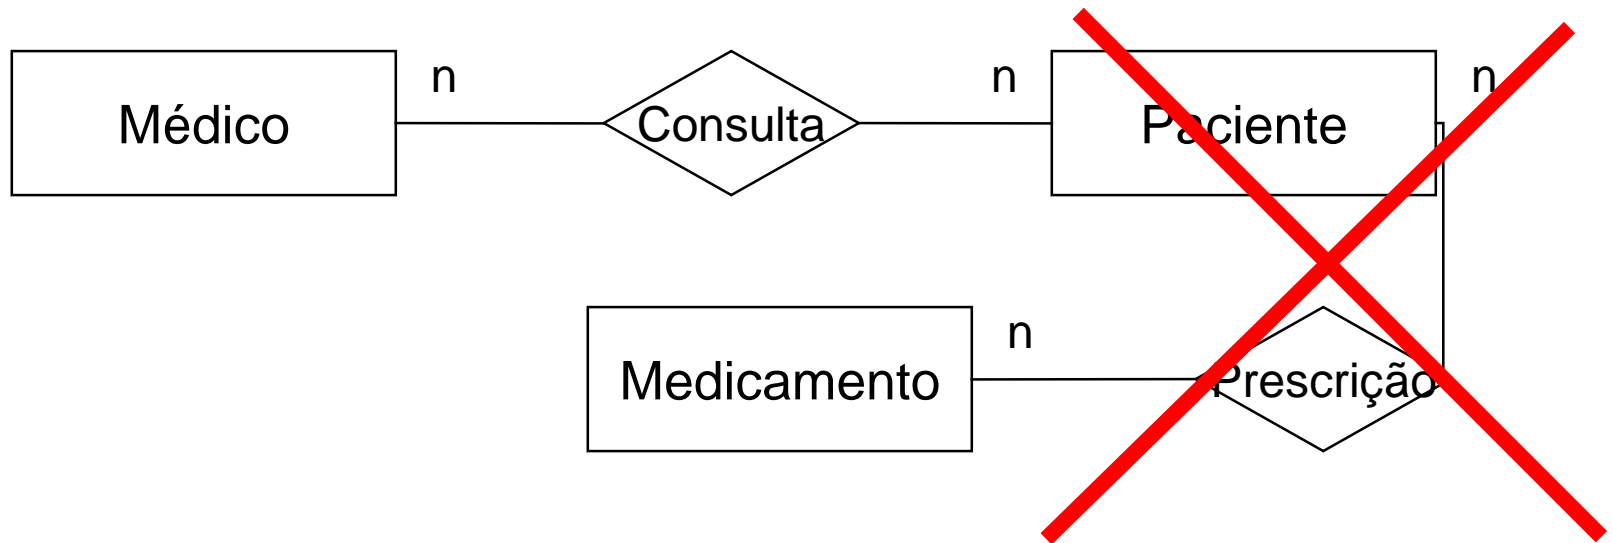 n
n
n
Médico
Consulta
Paciente
n
Medicamento
Prescrição